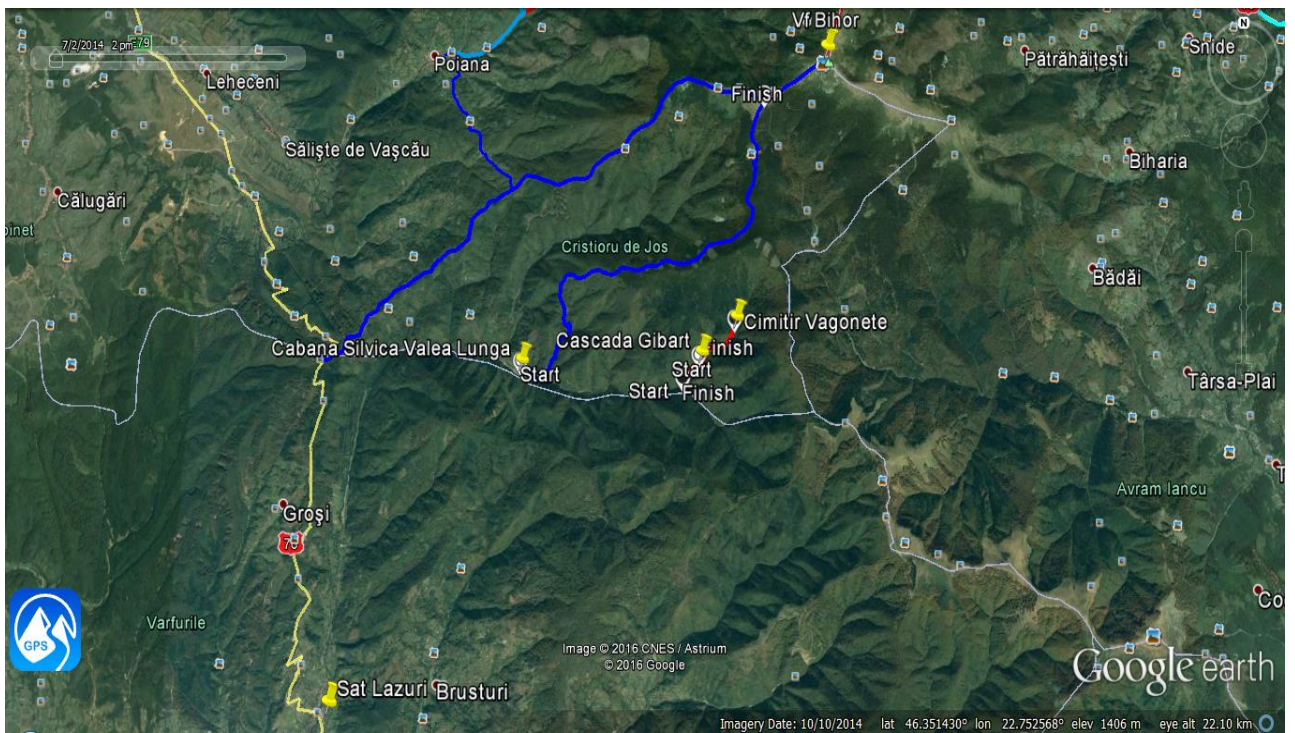 Vf Bihor
N
7/2/2014 2 pm
79
Snide
Pătrăhăițești
Poiana
Leheceni
Finish
Săliște de Vașcău
Biharia
Călugări
Cristioru de Jos
Bădăi
Cimitir Vagonete
Cascada Gibart
Cabana Silvica Valea Lunga
Start
Start
Start
Finish
Târsa-Plai
Avram Iancu
Groși
Varfurile
GPS
Image © 2016 CNES / Astrium
© 2016 Google
Google earth
Sat Lazuri
Brusturi
Imagery Date: 10/10/2014 lat 46.351430° lon 22.752568° elev 1406 m eye alt 22.10 km